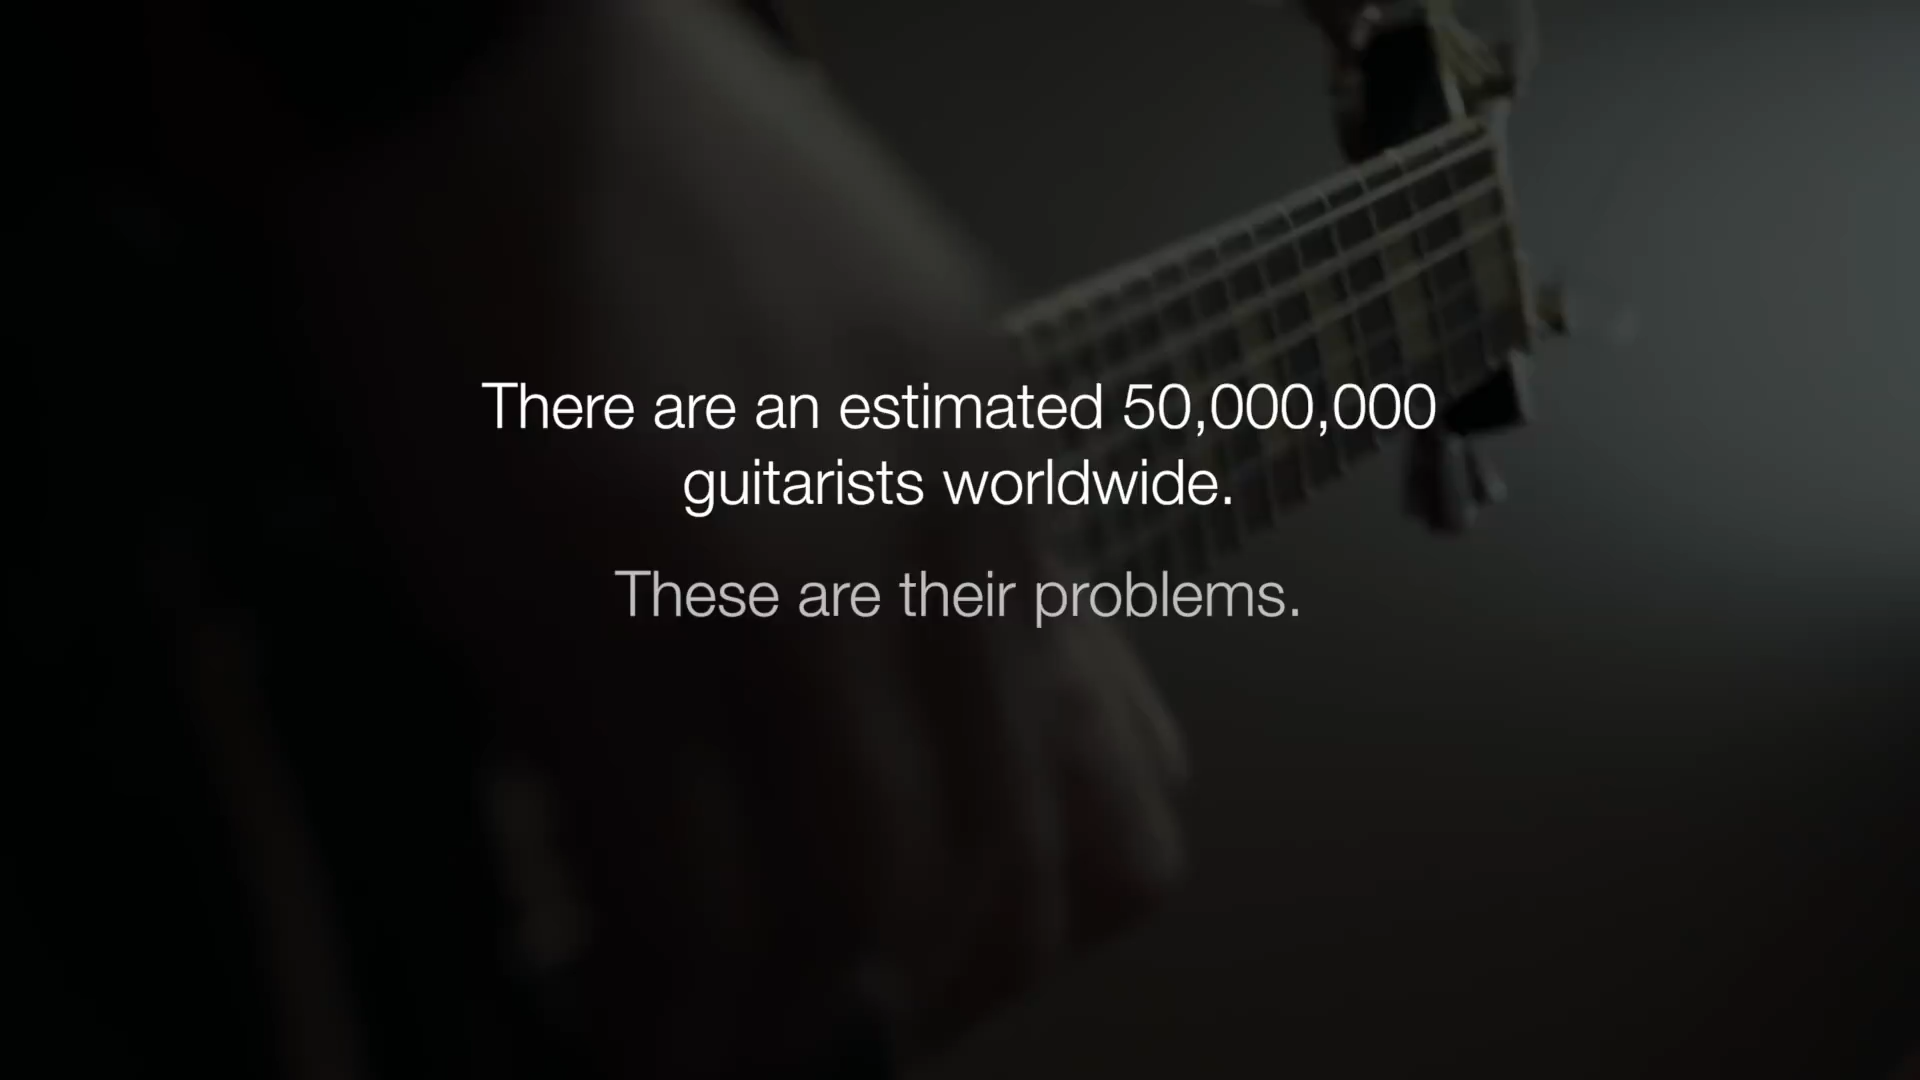 There are an estimated 50,000,000
guitarists worldwide.
These are their problems.